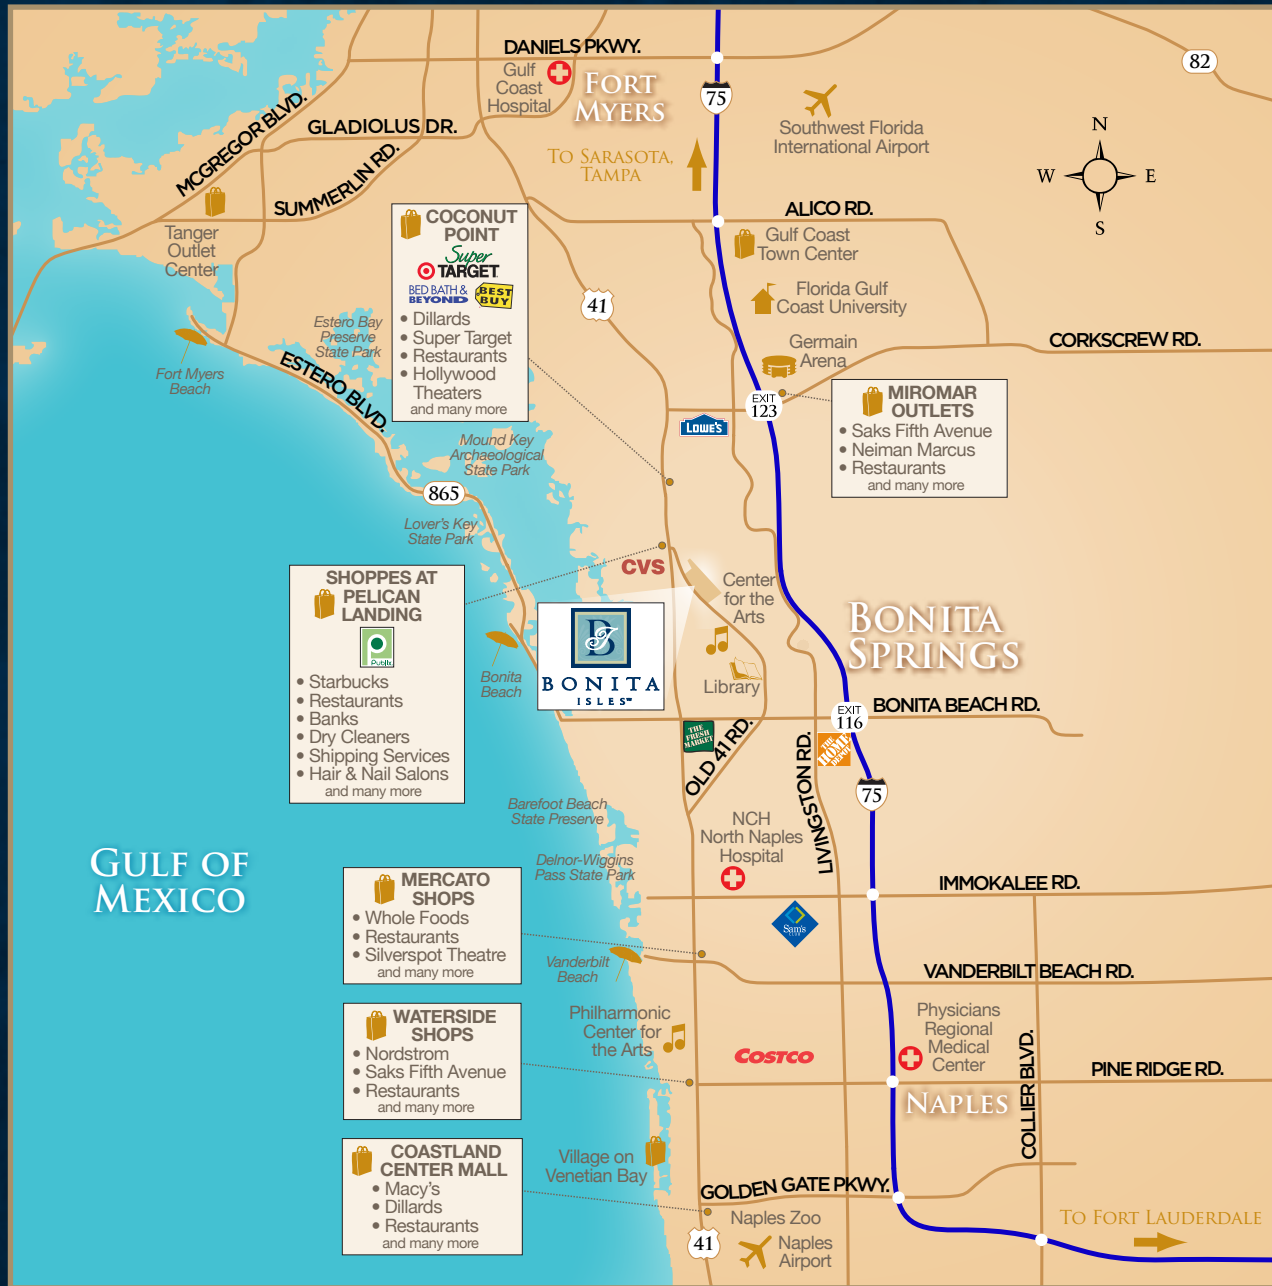 DANIELS PKWY.
82
Gulf
Coast
Hospital
FORT
MYERS
75
MCGREGOR BLVD.
GLADIOLUS DR.
SUMMERLIN RD.
Southwest Florida
International Airport
TO SARASOTA,
TAMPA
N
W E
S
Tanger
Outlet
Center
ALICO RD.
COCONUT
POINT
Super
TARGET
BED BATH &
BEYOND
BEST
BUY
• Dillards
• Super Target
• Restaurants
• Hollywood
Theaters
and many more
Gulf Coast
Town Center
41
Florida Gulf
Coast University
Estero Bay
Preserve
State Park
Germain
Arena
CORKSCREW RD.
Fort Myers
Beach
ESTERO BLVD.
EXIT
123
LOWE'S
MIROMAR
OUTLETS
• Saks Fifth Avenue
• Neiman Marcus
• Restaurants
and many more
Mound Key
Archaeological
State Park
865
Lover's Key
State Park
CVS
SHOPPES AT
PELICAN
LANDING
Publix
• Starbucks
• Restaurants
• Banks
• Dry Cleaners
• Shipping Services
• Hair & Nail Salons
and many more
Center
for the
Arts
BONITA
SPRINGS
B I
BONITA
ISLES™
Bonita
Beach
Library
EXIT
116
BONITA BEACH RD.
THE
FRESH
MARKET
OLD 41 RD.
LIVINGSTON RD.
THE
HOME
DEPOT
75
Barefoot Beach
State Preserve
NCH
North Naples
Hospital
Delnor-Wiggins
Pass State Park
GULF OF
MEXICO
IMMOKALEE RD.
MERCATO
SHOPS
• Whole Foods
• Restaurants
• Silverspot Theatre
and many more
Sam's
CLUB
Vanderbilt
Beach
VANDERBILT BEACH RD.
WATERSIDE
SHOPS
• Nordstrom
• Saks Fifth Avenue
• Restaurants
and many more
Philharmonic
Center for
the Arts
COSTCO
Physicians
Regional
Medical
Center
COLLIER BLVD.
PINE RIDGE RD.
NAPLES
COASTLAND
CENTER MALL
• Macy's
• Dillards
• Restaurants
and many more
Village on
Venetian Bay
GOLDEN GATE PKWY.
Naples Zoo
41
Naples
Airport
TO FORT LAUDERDALE